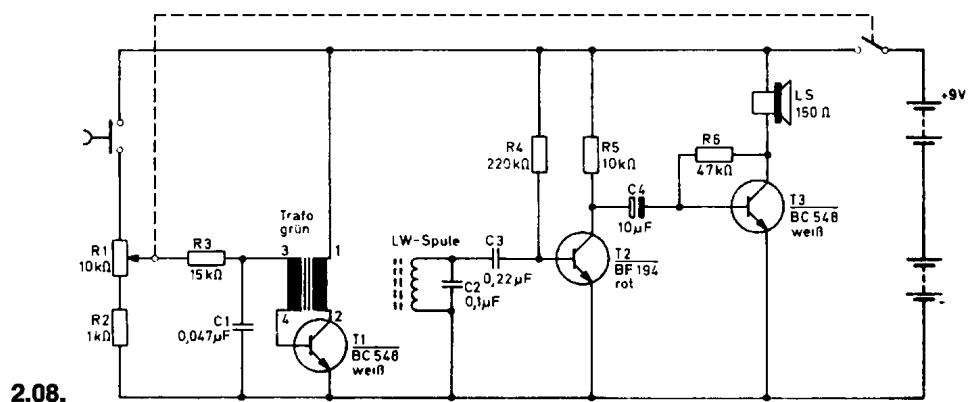 +9V
LS
150 Ω
R4
220kΩ
R5
10kΩ
R6
47kΩ
C4
10µF
T3
BC 548
weiß
Trafo
grün
R1
10kΩ
R3
15kΩ
3
1
LW-Spule
C3
0,22µF
T2
BF 194
rot
C2
0,1µF
R2
1kΩ
C1
0,047µF
4
2
T1
BC 548
weiß
-
2.08.